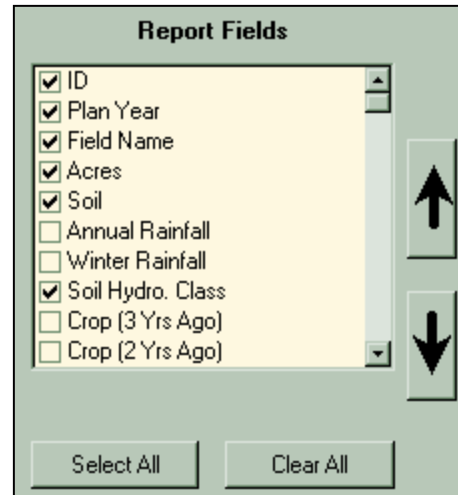 Report Fields
ID
Plan Year
Field Name
Acres
Soil
Annual Rainfall
Winter Rainfall
Soil Hydro. Class
Crop (3 Yrs Ago)
Crop (2 Yrs Ago)
Select All Clear All